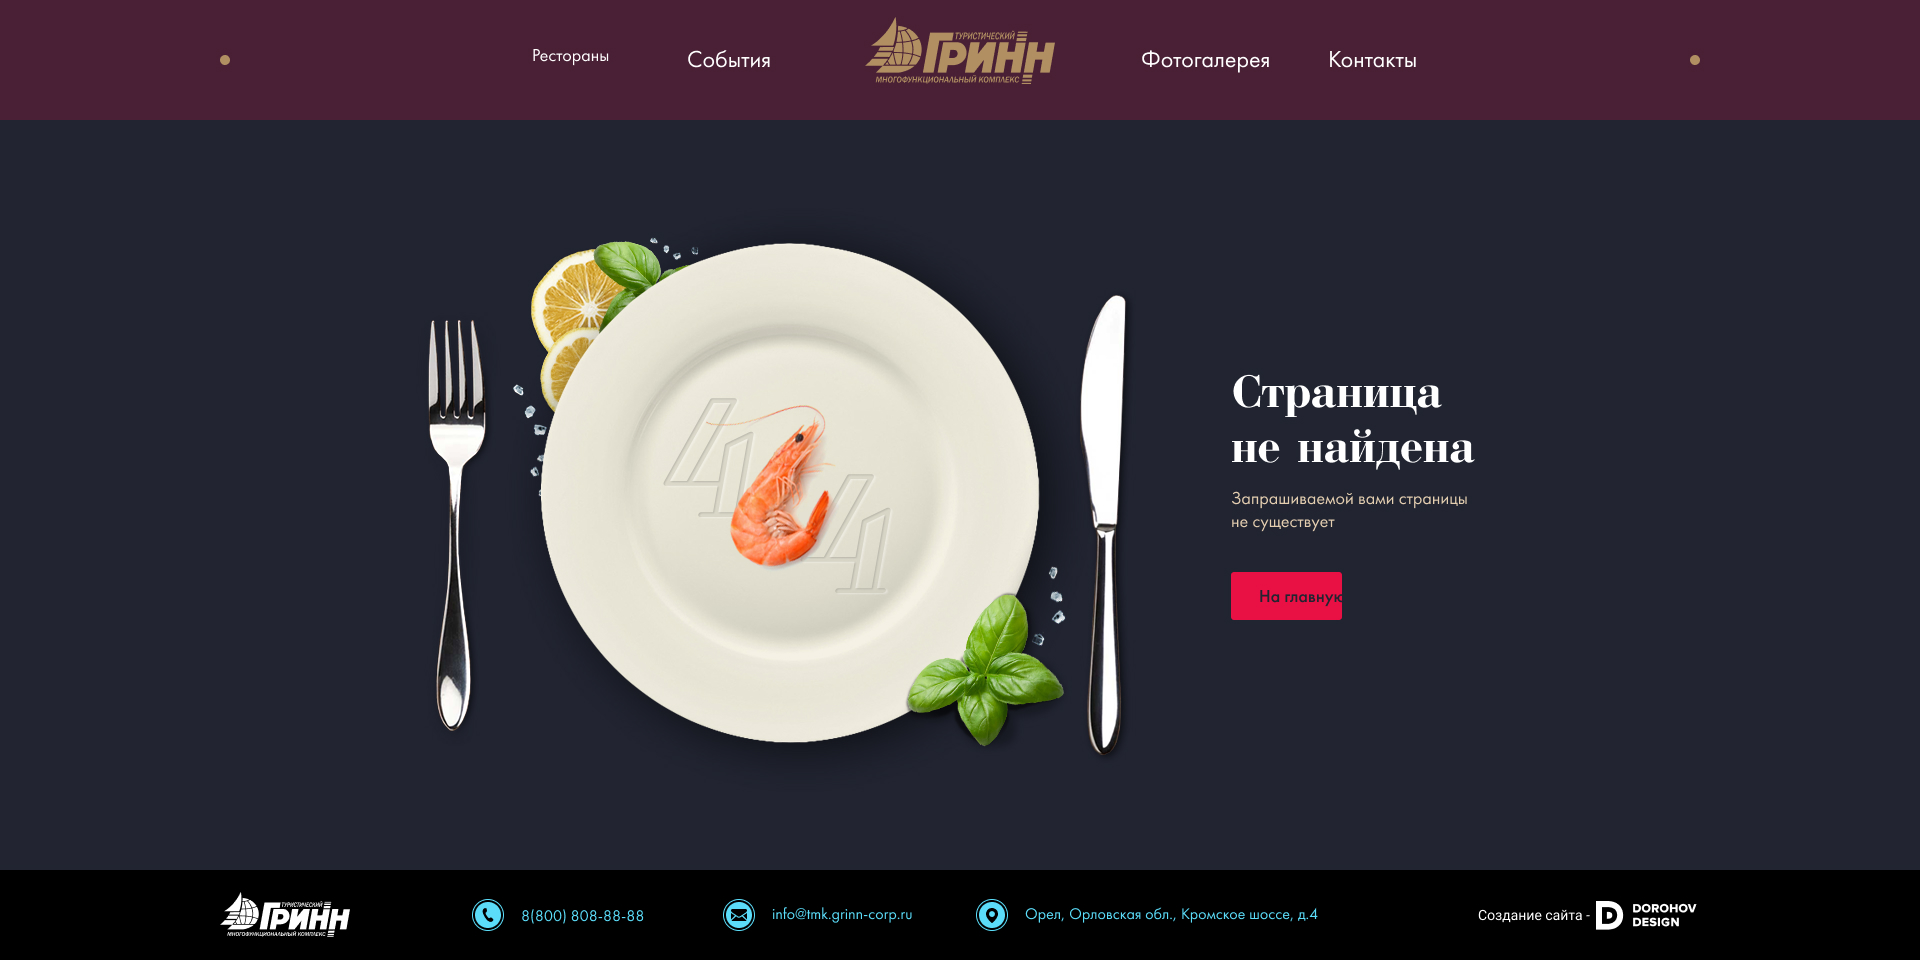 Рестораны
События
ТУРИСТИЧЕСКИЙ
ГРИНН
МНОГОФУНКЦИОНАЛЬНЫЙ КОМПЛЕКС
Фотогалерея
Контакты
4 4
Страница
не найдена
Запрашиваемой вами страницы
не существует
На главную
ТУРИСТИЧЕСКИЙ
ГРИНН
МНОГОФУНКЦИОНАЛЬНЫЙ КОМПЛЕКС
8(800) 808-88-88
info@tmk.grinn-corp.ru
Орел, Орловская обл., Кромское шоссе, д.4
Создание сайта -
D
DOROHOV
DESIGN